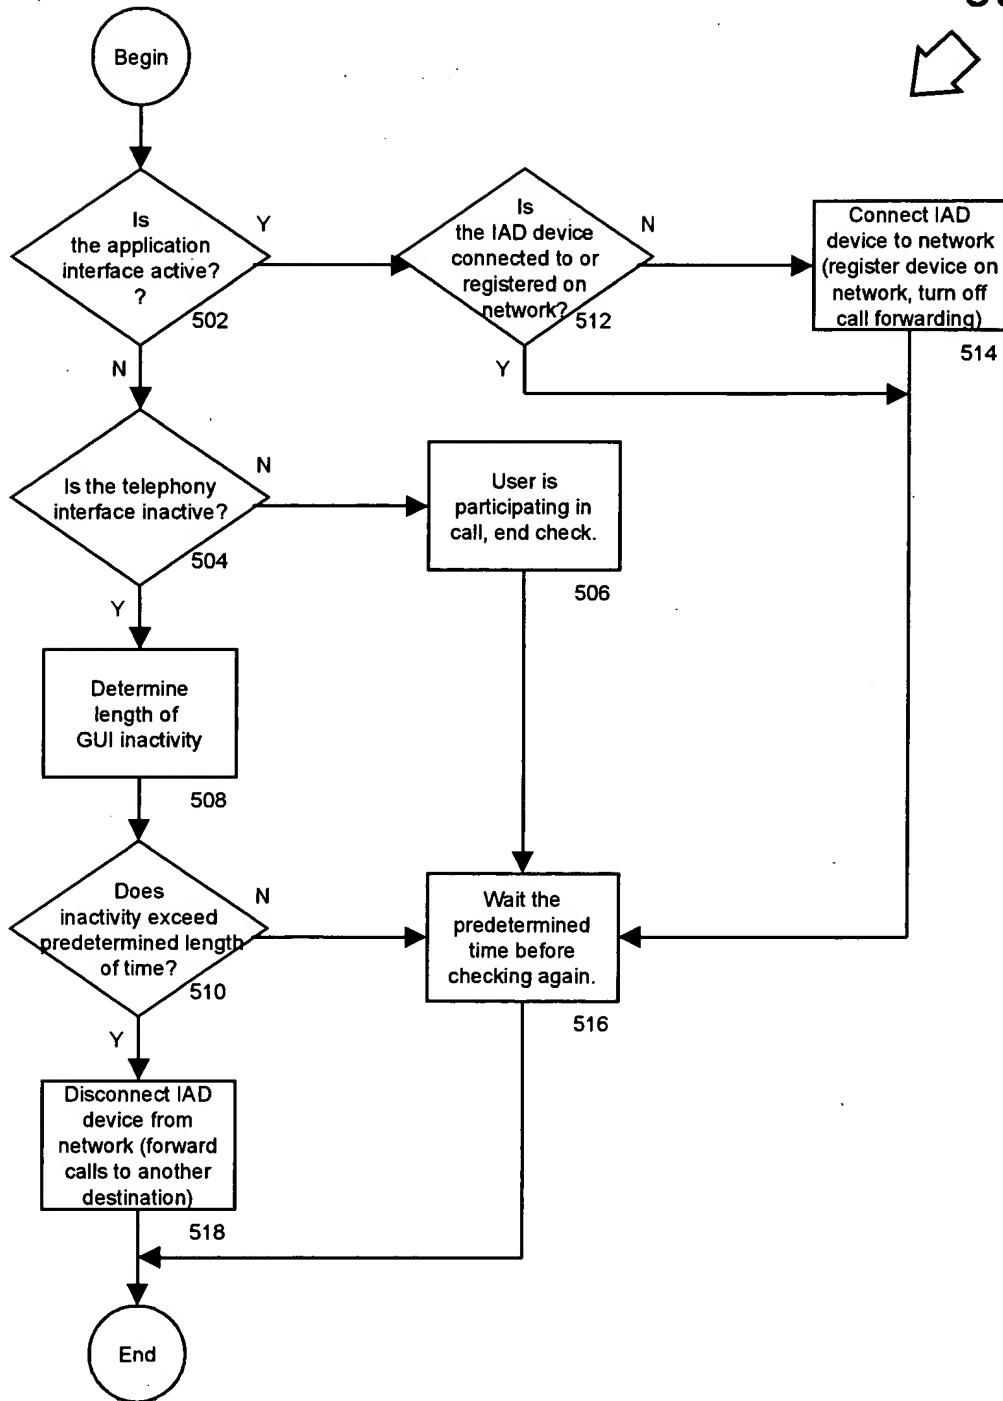 Begin
Is
the application
interface active?
?
502
Y
N
Is
the IAD device
connected to or
registered on
network?
512
N
Y
Connect IAD
device to network
(register device on
network, turn off
call forwarding)
514
Is the telephony
interface inactive?
504
N
Y
User is
participating in
call, end check.
506
Determine
length of
GUI inactivity
508
Does
inactivity exceed
predetermined length
of time?
510
N
Y
Wait the
predetermined
time before
checking again.
516
Disconnect IAD
device from
network (forward
calls to another
destination)
518
End